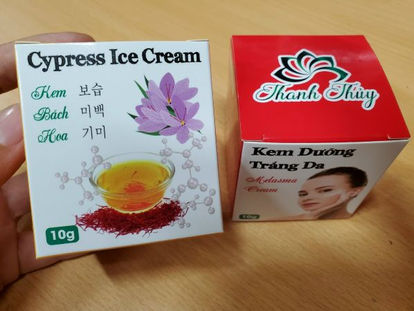 Cypress Ice Cream
Kem 보습
Bách 미백
Hoa 기미
10g
Thanh Thủy
Kem Dưỡng
Trắng Da
Melasma
Cream
10g